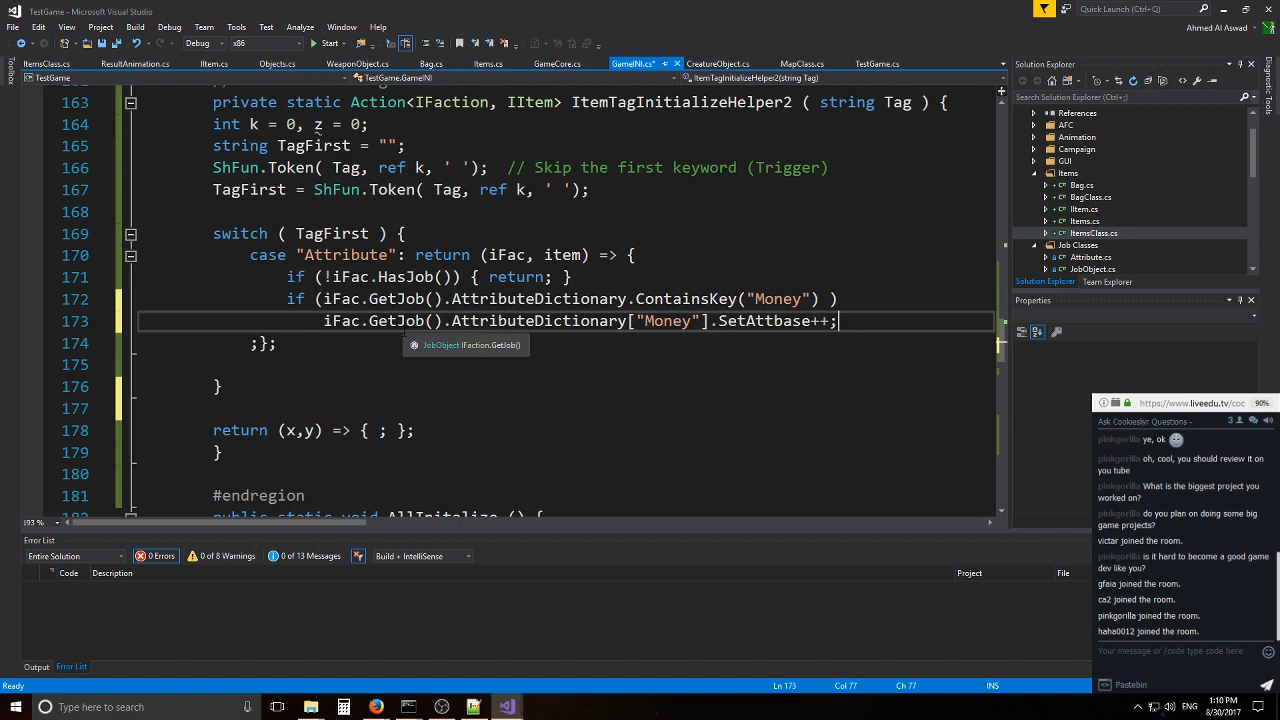 TestGame - Microsoft Visual Studio
Quick Launch (Ctrl+;)
File Edit View Project Build Debug Team Tools Architecture Test Analyze Window Help
Ahmed Al Aswad
Debug x86 Start
ItemsClass.cs ResultAnimation.cs Item.cs Objects.cs WeaponObject.cs Bag.cs Items.cs GameCore.cs GameINI.cs* CreatureObject.cs MapClass.cs TestGame.cs
TestGame TestGame.GameINI ItemTagInitializeHelper2(string Tag)
163 private static Action<IFaction, IItem> ItemTagInitializeHelper2 ( string Tag ) {
164 int k = 0, z = 0;
165 string TagFirst = "";
166 ShFun.Token( Tag, ref k, ' '); // Skip the first keyword (Trigger)
167 TagFirst = ShFun.Token( Tag, ref k, ' ');
168
169 switch ( TagFirst ) {
170 case "Attribute": return (iFac, item) => {
171 if (!iFac.HasJob()) { return; }
172 if (iFac.GetJob().AttributeDictionary.ContainsKey("Money") )
173 iFac.GetJob().AttributeDictionary["Money"].SetAttbase++;
JobObject IFaction.GetJob()
174 ;};
175
176 }
177
178 return (x,y) => { ; };
179 }
180
181 #endregion
public static void AllInitalize () {
193 %
Toolbox
Solution Explorer
Search Solution Explorer (Ctrl+;)
References
AFC
Animation
Campaign
GUI
Items
Bag.cs
BagClass.cs
IItem.cs
Items.cs
ItemsClass.cs
Job Classes
Attribute.cs
JobObject.cs
Solution Explorer Team Explorer
Properties
Diagnostic Tools
Error List
Entire Solution 0 Errors 0 of 8 Warnings 0 of 13 Messages Build + IntelliSense
Code Description Project File
Output Error List
Ready Ln 173 Col 77 Ch 77 INS
https://www.liveedu.tv/coc 90%
Ask Cookieslyr Questions - 3
pinkgorilla ye, ok
pinkgorilla oh, cool, you should review it on
you tube
pinkgorilla What is the biggest project you
worked on?
pinkgorilla do you plan on doing some big
game projects?
victar joined the room.
pinkgorilla is it hard to become a good game
dev like you?
gfaia joined the room.
ca2 joined the room.
pinkgorilla joined the room.
haha0012 joined the room.
Your message or /code type code here
Pastebin
Type here to search
ENG
1:10 PM
8/30/2017